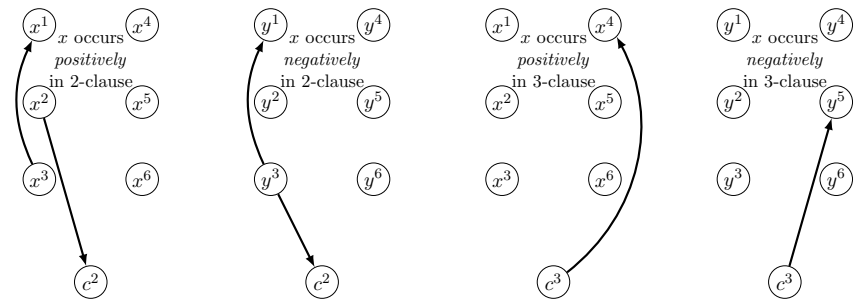 x¹ x⁴ y¹ y⁴ x¹ x⁴ y¹ y⁴
x occurs x occurs x occurs x occurs
positively negatively positively negatively
in 2-clause in 2-clause in 3-clause in 3-clause
x² x⁵ y² y⁵ x² x⁵ y² y⁵
x³ x⁶ y³ y⁶ x³ x⁶ y³ y⁶
c² c² c³ c³